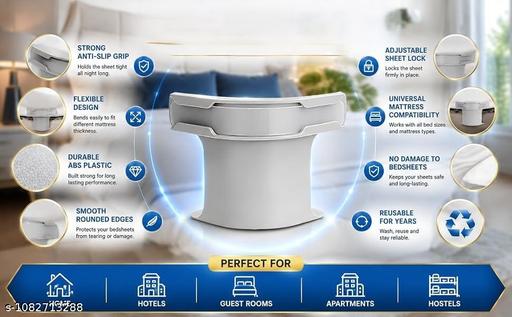 STRONG
ANTI-SLIP GRIP
Holds the sheet tight
all night long.
FLEXIBLE
DESIGN
Bends easily to fit
different mattress
thickness.
DURABLE
ABS PLASTIC
Built strong for long
lasting performance.
SMOOTH
ROUNDED EDGES
Protects your bedsheets
from tearing or damage.
ADJUSTABLE
SHEET LOCK
Locks the sheet
firmly in place.
UNIVERSAL
MATTRESS
COMPATIBILITY
Works with all bed sizes
and mattress types.
NO DAMAGE TO
BEDSHEETS
Keeps your sheets safe
and long-lasting.
REUSABLE
FOR YEARS
Wash, reuse and
stay reliable.
PERFECT FOR
HOTELS
GUEST ROOMS
APARTMENTS
HOSTELS
s-1082713288